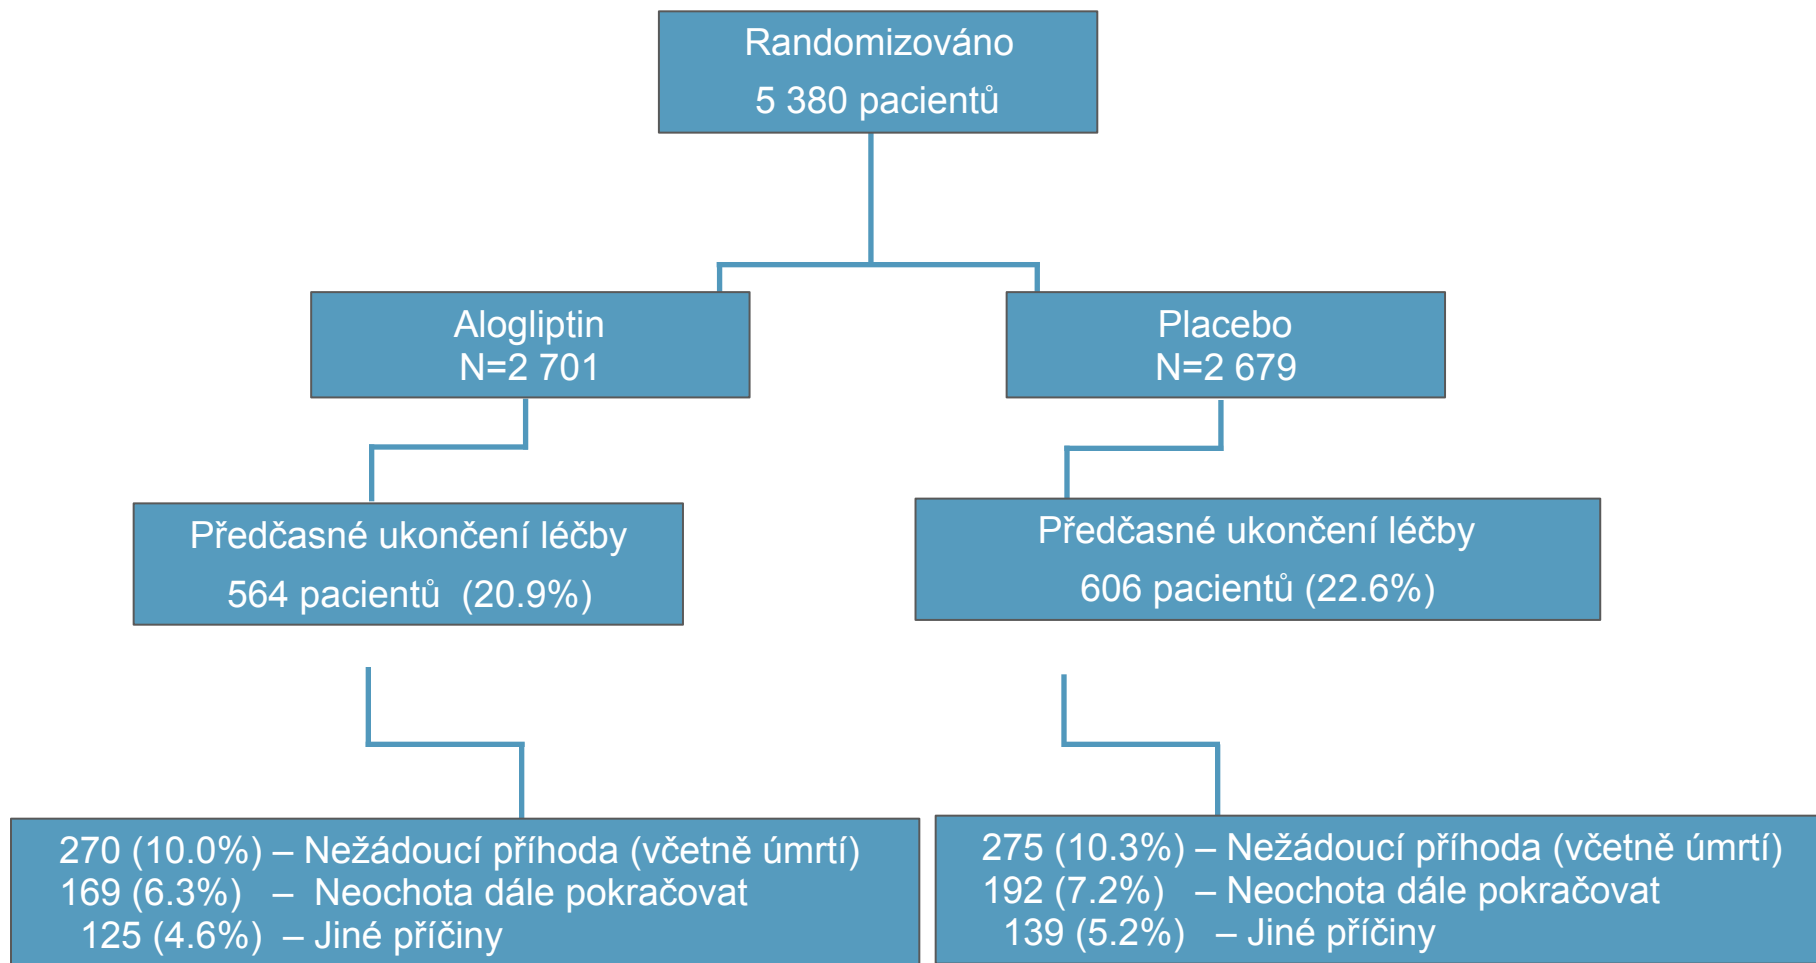 Randomizováno
5 380 pacientů
Alogliptin
N=2 701
Placebo
N=2 679
Předčasné ukončení léčby
564 pacientů (20.9%)
Předčasné ukončení léčby
606 pacientů (22.6%)
270 (10.0%) – Nežádoucí příhoda (včetně úmrtí)
169 (6.3%) – Neochota dále pokračovat
125 (4.6%) – Jiné příčiny
275 (10.3%) – Nežádoucí příhoda (včetně úmrtí)
192 (7.2%) – Neochota dále pokračovat
139 (5.2%) – Jiné příčiny